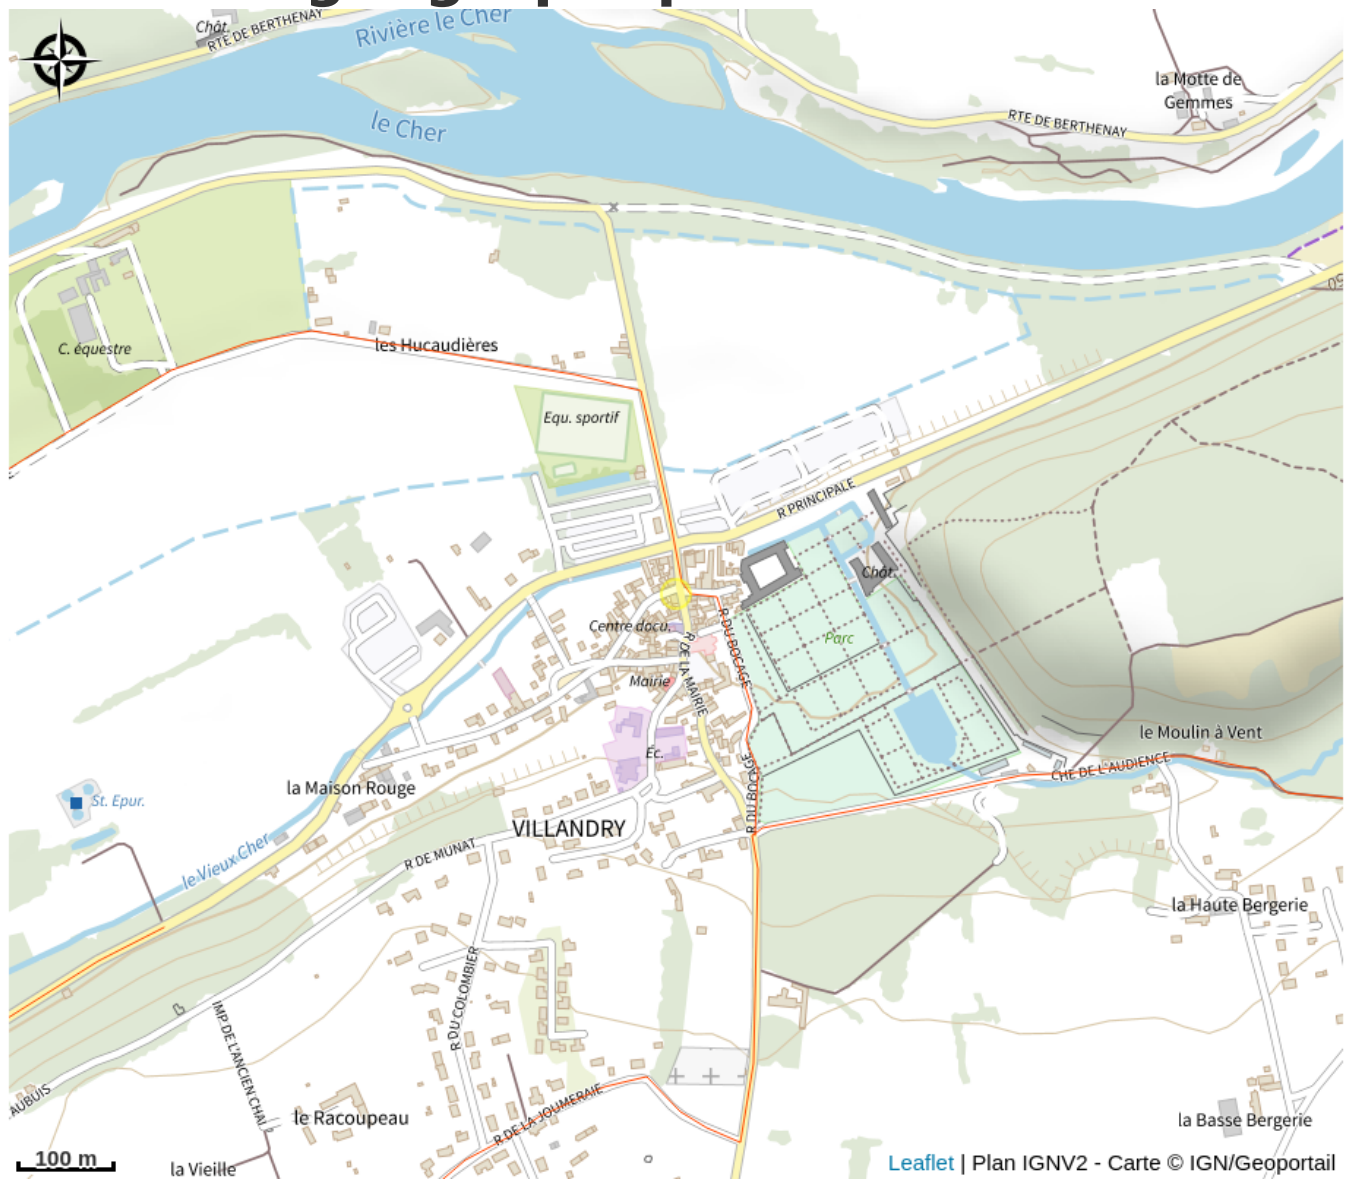 Chât.
RTE DE BERTHENAY
Rivière le Cher
le Cher
la Motte de
Gemmes
RTE DE BERTHENAY
C. équestre
les Hucaudières
Equ. sportif
R PRINCIPALE
Chât.
Centre docu.
Parc
R DU BOCAGE
R DE LA MAIRIE
Mairie
Ec.
le Moulin à Vent
CHE DE L'AUDIENCE
la Maison Rouge
St. Epur.
R DU BOCAGE
VILLANDRY
le Vieux Cher
R DE MUNAT
la Haute Bergerie
R DU COLOMBIER
IMP. DE L'ANCIEN CHAI
AUBUIS
le Racoupeau
R DE LA JOUMERAIE
la Basse Bergerie
100 m
la Vieille
Leaflet | Plan IGNV2 - Carte © IGN/Geoportail